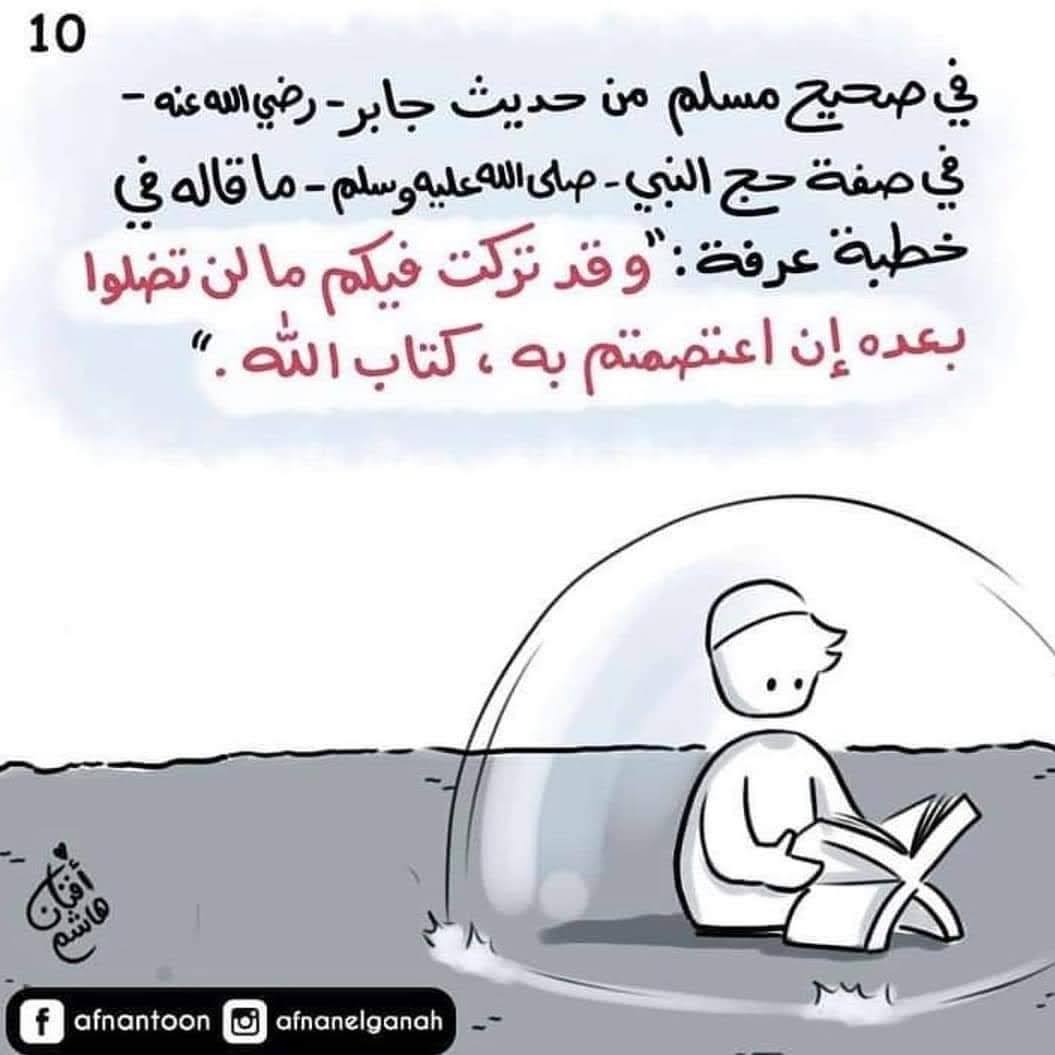 10
في صحيح مسلم من حديث جابر - رضي الله عنه -
في صفة حج النبي - صلى الله عليه وسلم - ما قاله في
خطبة عرفة : "وقد تركت فيكم ما لن تضلوا
بعده إن اعتصمتم به ، كتاب الله ."
أفنان
هاشم
afnantoon afnanelganah